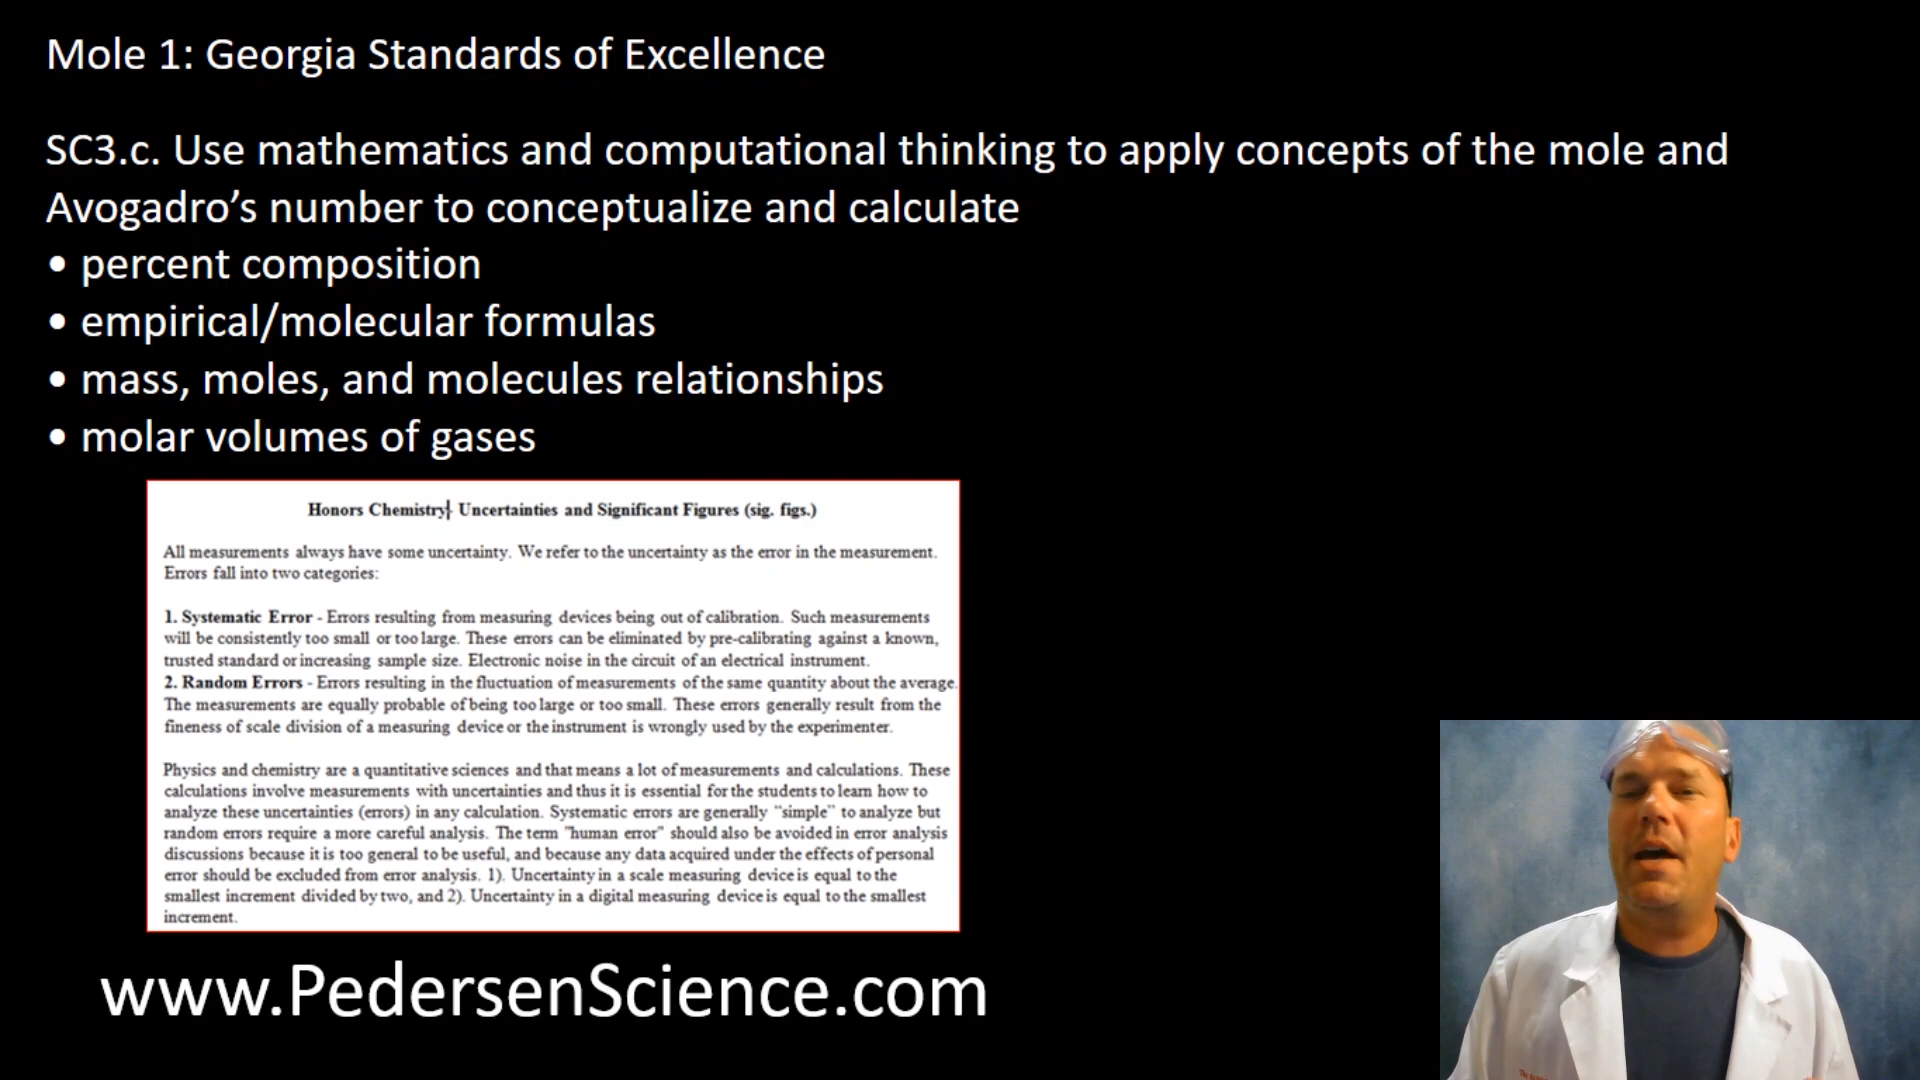 Mole 1: Georgia Standards of Excellence
SC3.c. Use mathematics and computational thinking to apply concepts of the mole and
Avogadro’s number to conceptualize and calculate
• percent composition
• empirical/molecular formulas
• mass, moles, and molecules relationships
• molar volumes of gases
Honors Chemistry- Uncertainties and Significant Figures (sig. figs.)
All measurements always have some uncertainty. We refer to the uncertainty as the error in the measurement.
Errors fall into two categories:
1. Systematic Error - Errors resulting from measuring devices being out of calibration. Such measurements
will be consistently too small or too large. These errors can be eliminated by pre-calibrating against a known,
trusted standard or increasing sample size. Electronic noise in the circuit of an electrical instrument.
2. Random Errors - Errors resulting in the fluctuation of measurements of the same quantity about the average.
The measurements are equally probable of being too large or too small. These errors generally result from the
fineness of scale division of a measuring device or the instrument is wrongly used by the experimenter.
Physics and chemistry are a quantitative sciences and that means a lot of measurements and calculations. These
calculations involve measurements with uncertainties and thus it is essential for the students to learn how to
analyze these uncertainties (errors) in any calculation. Systematic errors are generally “simple” to analyze but
random errors require a more careful analysis. The term "human error" should also be avoided in error analysis
discussions because it is too general to be useful, and because any data acquired under the effects of personal
error should be excluded from error analysis. 1). Uncertainty in a scale measuring device is equal to the
smallest increment divided by two, and 2). Uncertainty in a digital measuring device is equal to the smallest
increment.
www.PedersenScience.com